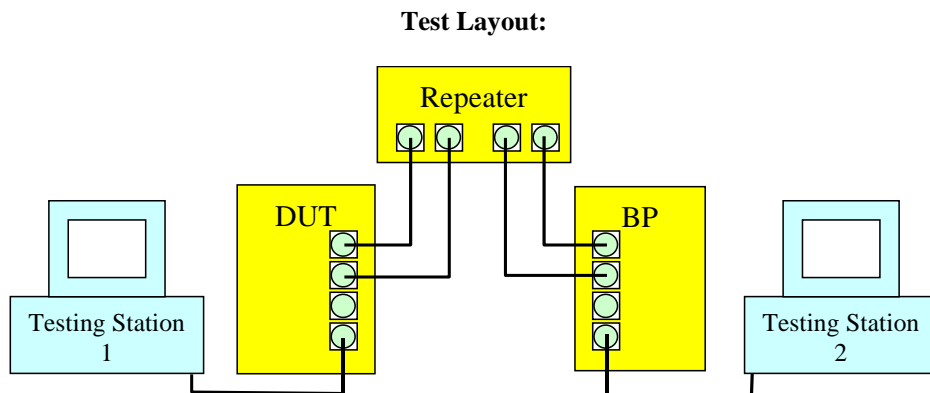 Test Layout:
Repeater
DUT
BP
Testing Station
1
Testing Station
2